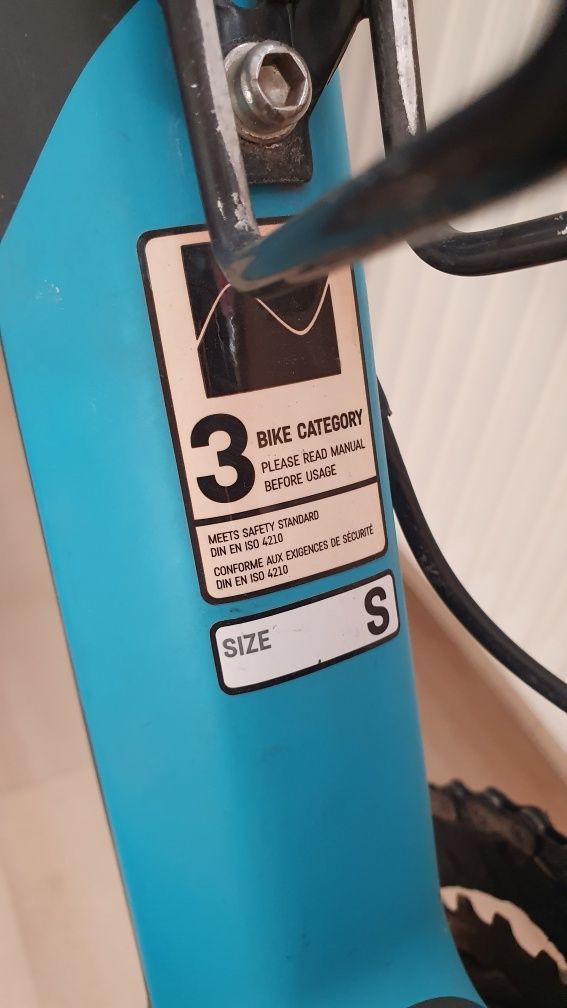 3 BIKE CATEGORY
PLEASE READ MANUAL
BEFORE USAGE
MEETS SAFETY STANDARD
DIN EN ISO 4210
CONFORME AUX EXIGENCES DE SÉCURITÉ
DIN EN ISO 4210
SIZE S